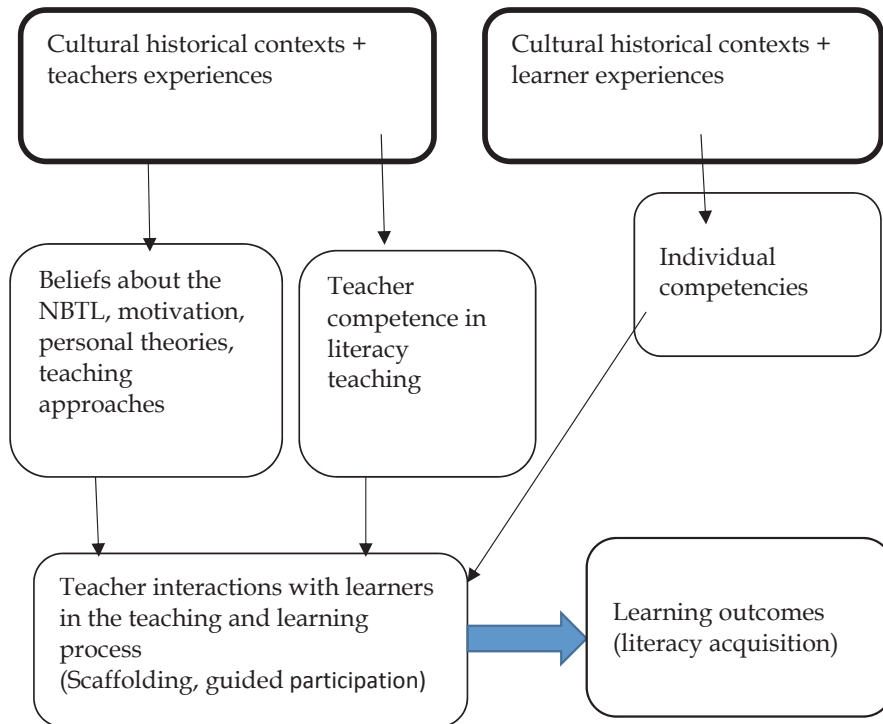 Cultural historical contexts +
teachers experiences
Cultural historical contexts +
learner experiences
Beliefs about the
NBTL, motivation,
personal theories,
teaching
approaches
Teacher
competence in
literacy
teaching
Individual
competencies
Teacher interactions with learners
in the teaching and learning
process
(Scaffolding, guided participation)
Learning outcomes
(literacy acquisition)